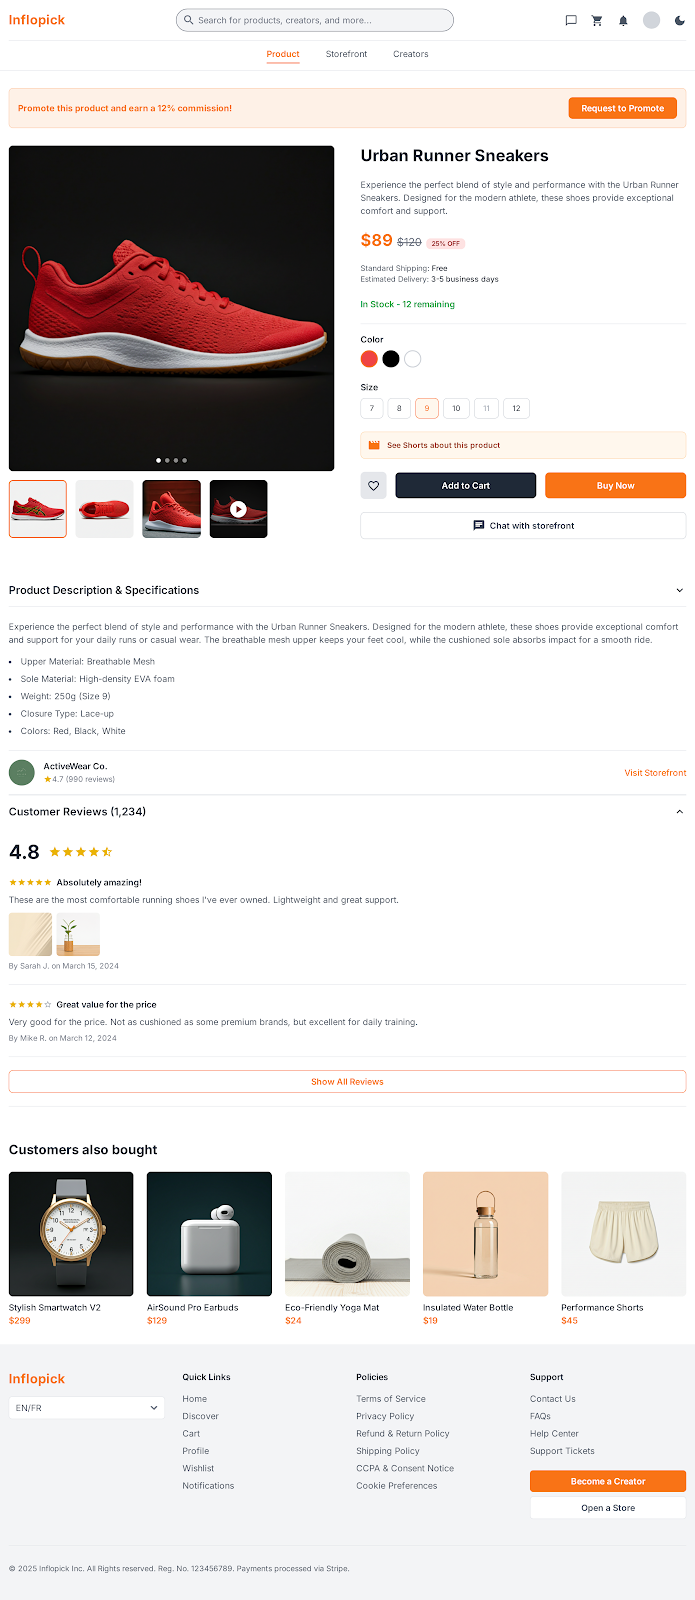 Inflopick
Search for products, creators, and more...
Product
Storefront
Creators
Promote this product and earn a 12% commission!
Request to Promote
Urban Runner Sneakers
Experience the perfect blend of style and performance with the Urban Runner
Sneakers. Designed for the modern athlete, these shoes provide exceptional
comfort and support.
$89 $120 25% OFF
Standard Shipping: Free
Estimated Delivery: 3-5 business days
In Stock - 12 remaining
Color
Size
7 8 9 10 11 12
See Shorts about this product
Add to Cart
Buy Now
Chat with storefront
Product Description & Specifications
Experience the perfect blend of style and performance with the Urban Runner Sneakers. Designed for the modern athlete, these shoes provide exceptional comfort
and support for your daily runs or casual wear. The breathable mesh upper keeps your feet cool, while the cushioned sole absorbs impact for a smooth ride.
• Upper Material: Breathable Mesh
• Sole Material: High-density EVA foam
• Weight: 250g (Size 9)
• Closure Type: Lace-up
• Colors: Red, Black, White
ActiveWear Co.
★4.7 (990 reviews)
Visit Storefront
Customer Reviews (1,234)
4.8
Absolutely amazing!
These are the most comfortable running shoes I've ever owned. Lightweight and great support.
By Sarah J. on March 15, 2024
Great value for the price
Very good for the price. Not as cushioned as some premium brands, but excellent for daily training.
By Mike R. on March 12, 2024
Show All Reviews
Customers also bought
Stylish Smartwatch V2
$299
AirSound Pro Earbuds
$129
Eco-Friendly Yoga Mat
$24
Insulated Water Bottle
$19
Performance Shorts
$45
Inflopick
EN/FR
Quick Links
Home
Discover
Cart
Profile
Wishlist
Notifications
Policies
Terms of Service
Privacy Policy
Refund & Return Policy
Shipping Policy
CCPA & Consent Notice
Cookie Preferences
Support
Contact Us
FAQs
Help Center
Support Tickets
Become a Creator
Open a Store
© 2025 Inflopick Inc. All Rights reserved. Reg. No. 123456789. Payments processed via Stripe.